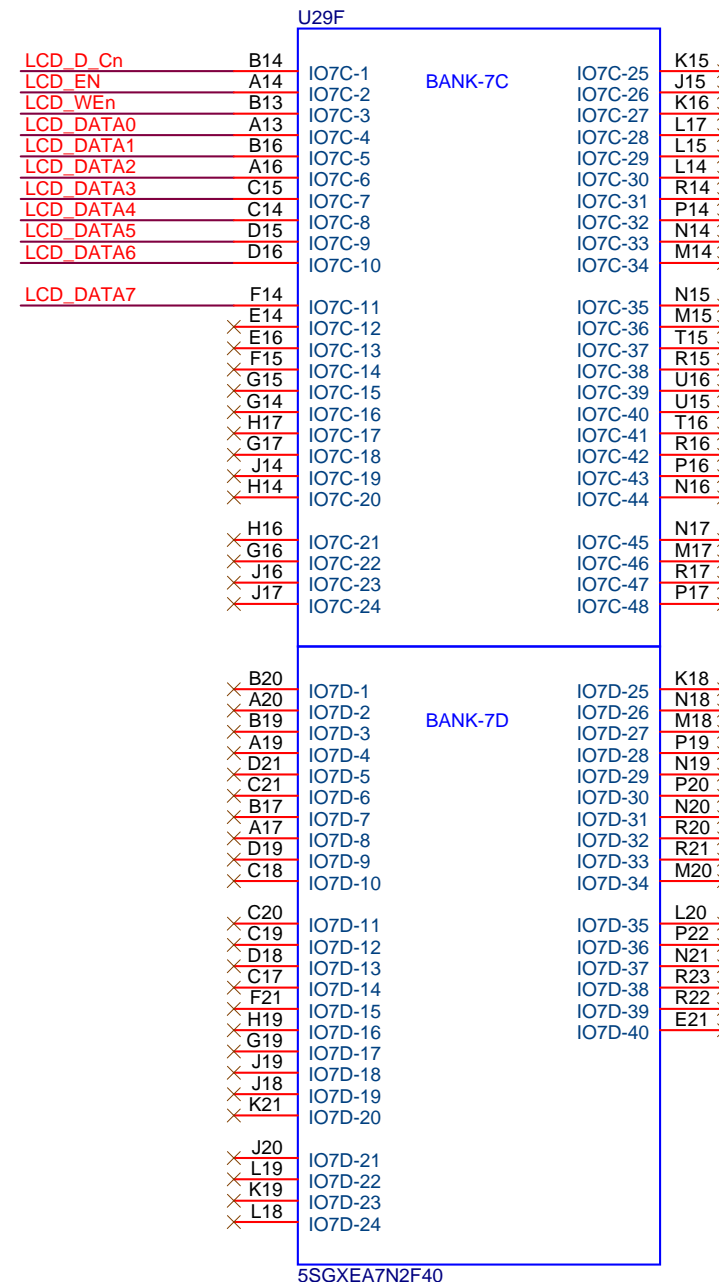 U29F
LCD_D_Cn B14 IO7C-1 BANK-7C IO7C-25 K15
LCD_EN A14 IO7C-2 IO7C-26 J15
LCD_WEn B13 IO7C-3 IO7C-27 K16
LCD_DATA0 A13 IO7C-4 IO7C-28 L17
LCD_DATA1 B16 IO7C-5 IO7C-29 L15
LCD_DATA2 A16 IO7C-6 IO7C-30 L14
LCD_DATA3 C15 IO7C-7 IO7C-31 R14
LCD_DATA4 C14 IO7C-8 IO7C-32 P14
LCD_DATA5 D15 IO7C-9 IO7C-33 N14
LCD_DATA6 D16 IO7C-10 IO7C-34 M14
LCD_DATA7 F14 IO7C-11 IO7C-35 N15
E14 IO7C-12 IO7C-36 M15
E16 IO7C-13 IO7C-37 T15
F15 IO7C-14 IO7C-38 R15
G15 IO7C-15 IO7C-39 U16
G14 IO7C-16 IO7C-40 U15
H17 IO7C-17 IO7C-41 T16
G17 IO7C-18 IO7C-42 R16
J14 IO7C-19 IO7C-43 P16
H14 IO7C-20 IO7C-44 N16
H16 IO7C-21 IO7C-45 N17
G16 IO7C-22 IO7C-46 M17
J16 IO7C-23 IO7C-47 R17
J17 IO7C-24 IO7C-48 P17
B20 IO7D-1 IO7D-25 K18
A20 IO7D-2 BANK-7D IO7D-26 N18
B19 IO7D-3 IO7D-27 M18
A19 IO7D-4 IO7D-28 P19
D21 IO7D-5 IO7D-29 N19
C21 IO7D-6 IO7D-30 P20
B17 IO7D-7 IO7D-31 N20
A17 IO7D-8 IO7D-32 R20
D19 IO7D-9 IO7D-33 R21
C18 IO7D-10 IO7D-34 M20
C20 IO7D-11 IO7D-35 L20
C19 IO7D-12 IO7D-36 P22
D18 IO7D-13 IO7D-37 N21
C17 IO7D-14 IO7D-38 R23
F21 IO7D-15 IO7D-39 R22
H19 IO7D-16 IO7D-40 E21
G19 IO7D-17
J19 IO7D-18
J18 IO7D-19
K21 IO7D-20
J20 IO7D-21
L19 IO7D-22
K19 IO7D-23
L18 IO7D-24
5SGXEA7N2F40